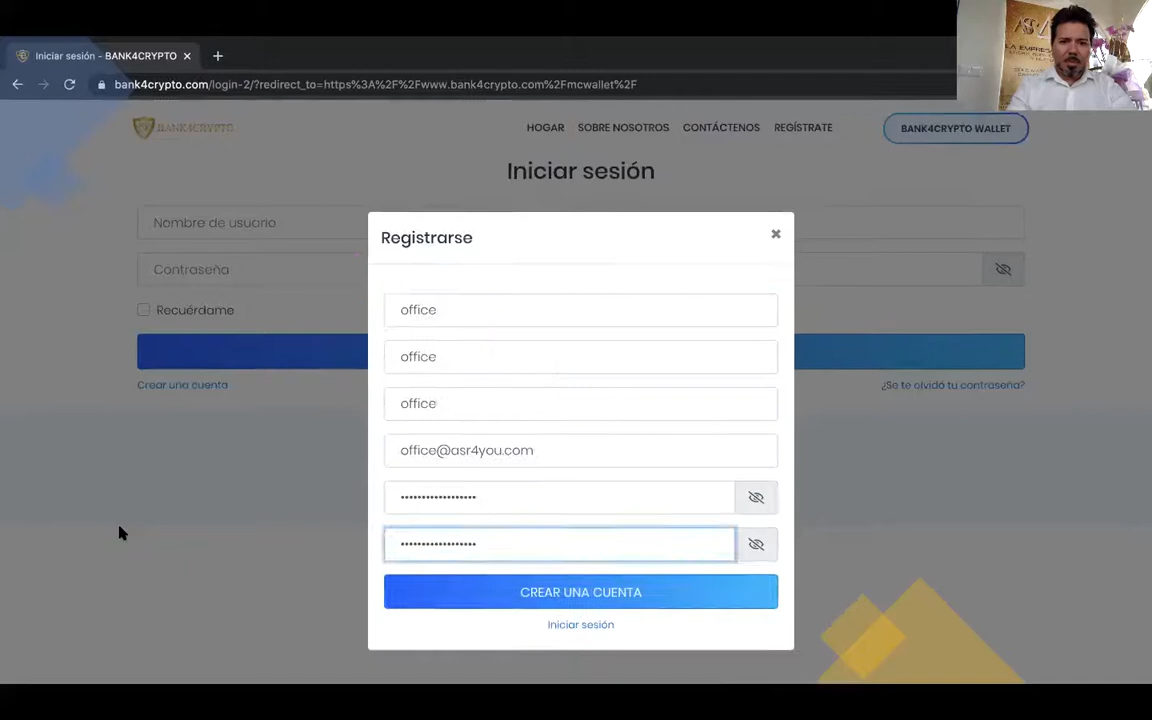 Iniciar sesión - BANK4CRYPTO
bank4crypto.com/login-2/?redirect_to=https%3A%2F%2Fwww.bank4crypto.com%2Fmcwallet%2F
BANK4CRYPTO
HOGAR
SOBRE NOSOTROS
CONTÁCTENOS
REGÍSTRATE
BANK4CRYPTO WALLET
Iniciar sesión
Nombre de usuario
Contraseña
Recuérdame
Crear una cuenta
¿Se te olvidó tu contraseña?
Registrarse
office
office
office
office@asr4you.com
••••••••••••••••••
••••••••••••••••••
CREAR UNA CUENTA
Iniciar sesión